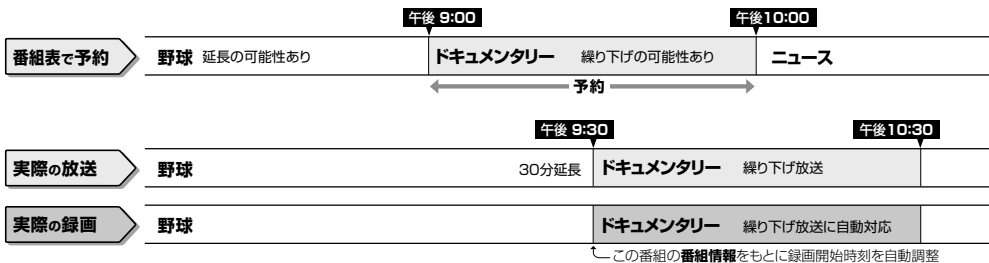 午後 9:00 午後10:00
番組表で予約 野球 延長の可能性あり ドキュメンタリー 繰り下げの可能性あり ニュース
予約
午後 9:30 午後10:30
実際の放送 野球 30分延長 ドキュメンタリー 繰り下げ放送
実際の録画 野球 ドキュメンタリー 繰り下げ放送に自動対応
この番組の番組情報をもとに録画開始時刻を自動調整